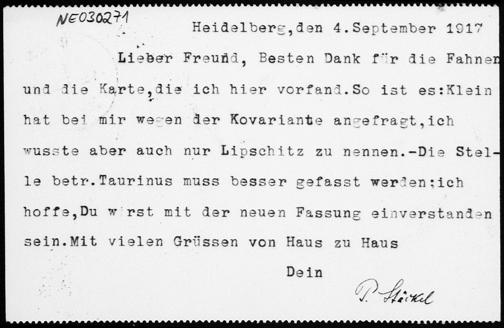 NE030271
Heidelberg,den 4.September 1917
Lieber Freund, Besten Dank für die Fahnen
und die Karte,die ich hier vorfand.So ist es:Klein
hat bei mir wegen der Kovariante angefragt,ich
wusste aber auch nur Lipschitz zu nennen.-Die Stel-
le betr.Taurinus muss besser gefasst werden;ich
hoffe,Du wirst mit der neuen Fassung einverstanden
sein.Mit vielen Grüssen von Haus zu Haus
Dein
P. Stäckel